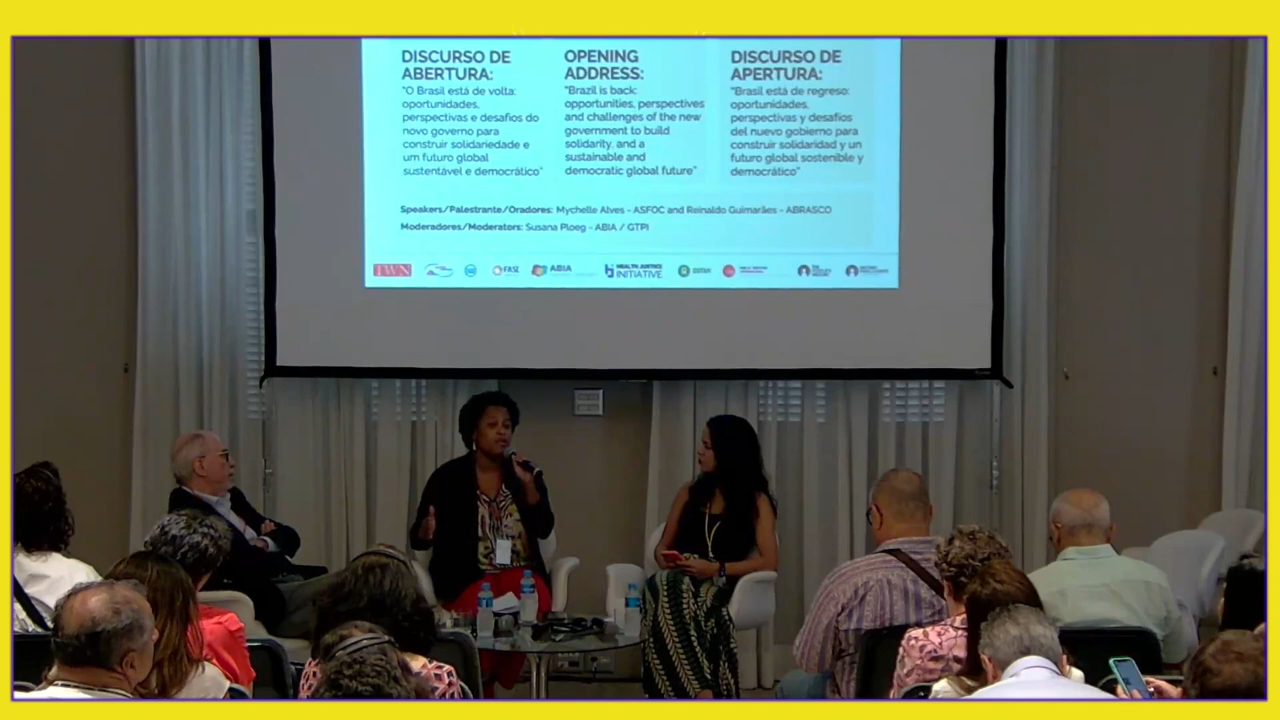 DISCURSO DE
ABERTURA:
"O Brasil está de volta:
oportunidades,
perspectivas e desafios do
novo governo para
construir solidariedade e
um futuro global
sustentável e democrático"
OPENING
ADDRESS:
"Brazil is back:
opportunities, perspectives
and challenges of the new
government to build
solidarity, and a
sustainable and
democratic global future"
DISCURSO DE
APERTURA:
"Brasil está de regreso:
oportunidades,
perspectivas y desafíos
del nuevo gobierno para
construir solidaridad y un
futuro global sostenible y
democrático"
Speakers/Palestrante/Oradores: Mychelle Alves - ASFOC and Reinaldo Guimarães - ABRASCO
Moderadores/Moderators: Susana Ploeg - ABIA / GTPI
TWN
FASE
ABIA
HEALTH JUSTICE
INITIATIVE